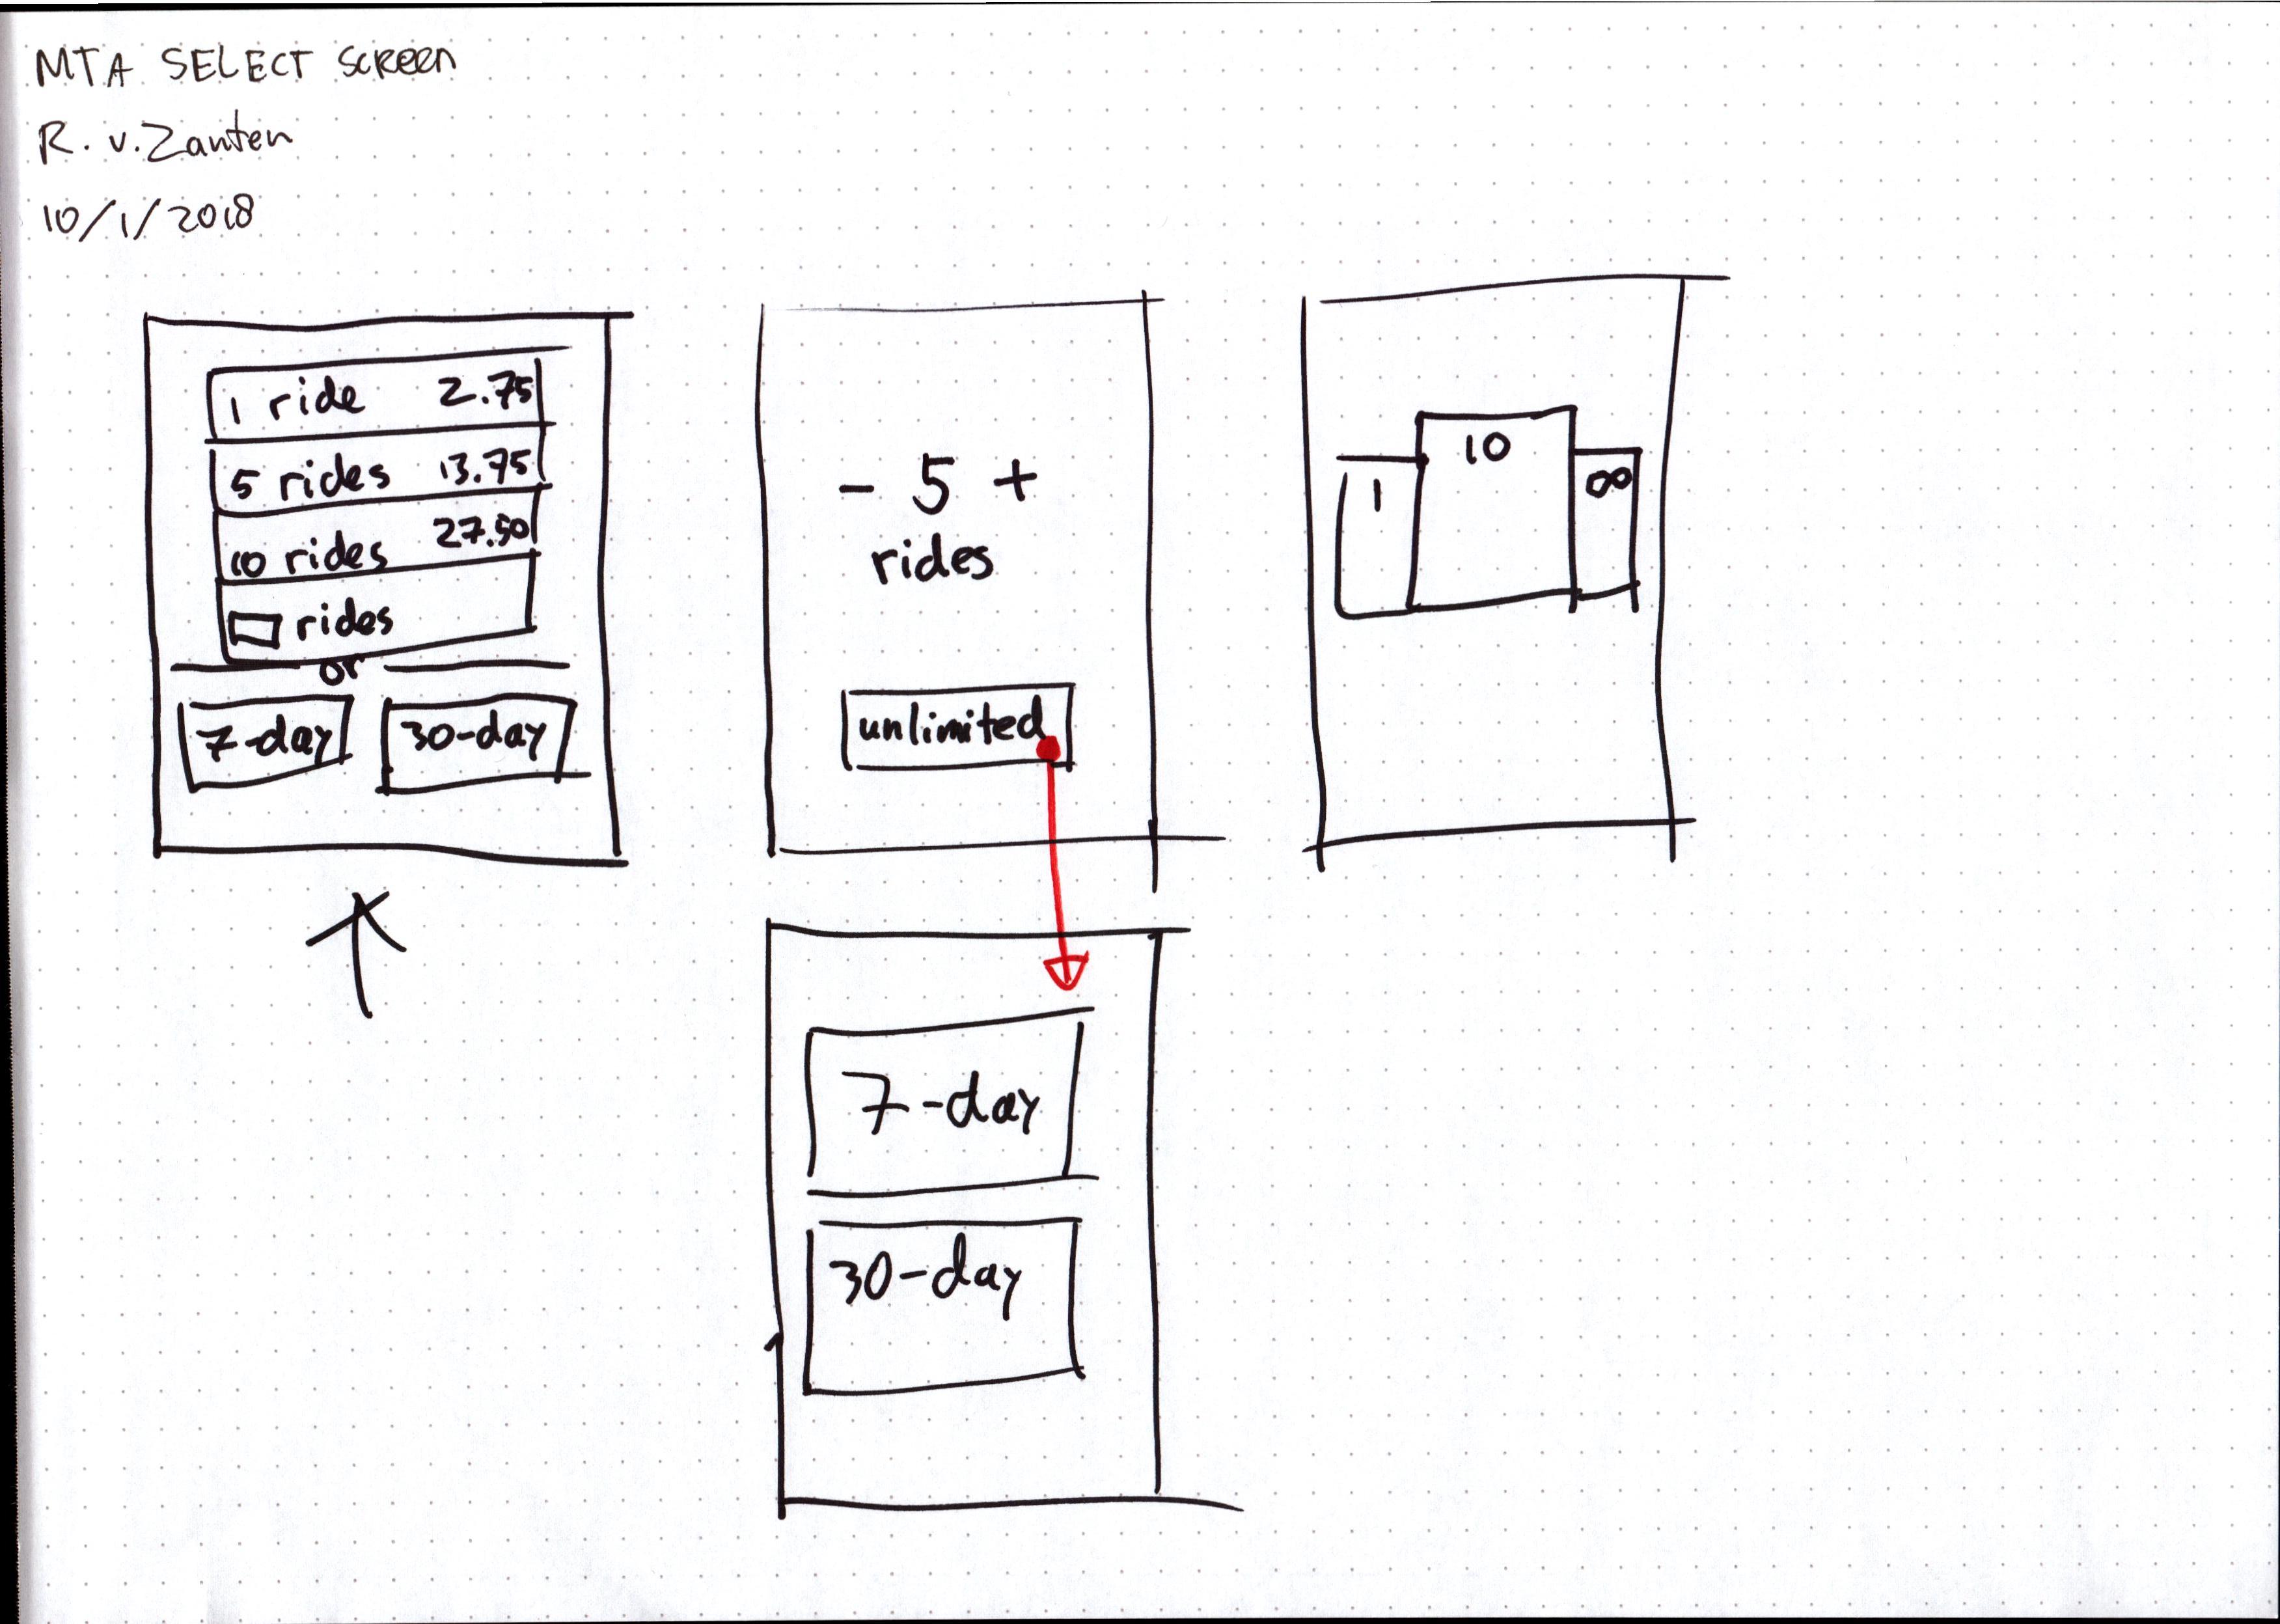 MTA SELECT SCREEN
R. v. Zanten
10/1/2018
1 ride 2.75
5 rides 13.75
10 rides 27.50
rides
or
7-day 30-day
- 5 +
rides
unlimited
7-day
30-day
1 10 ∞